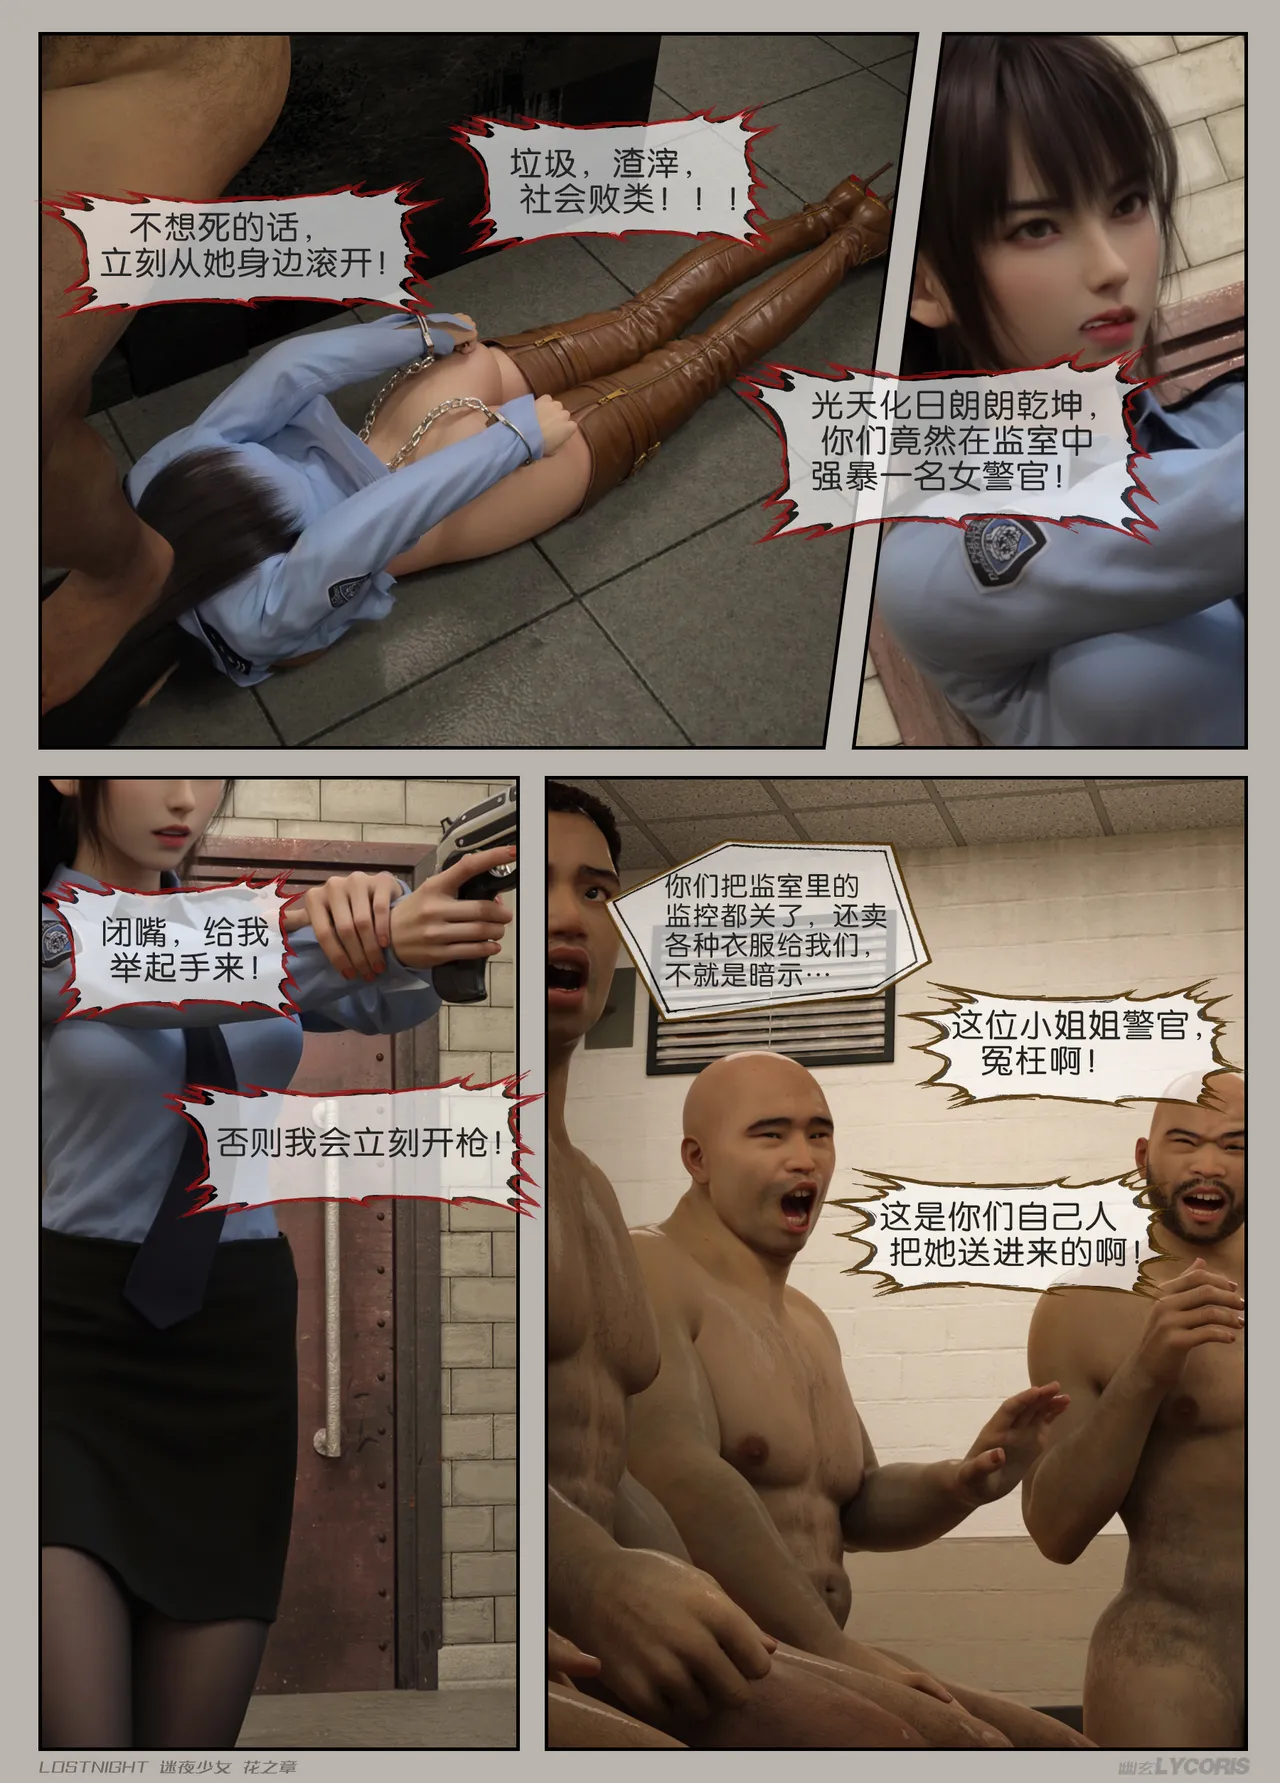 垃圾，渣滓，
社会败类！！！
不想死的话，
立刻从她身边滚开！
光天化日朗朗乾坤，
你们竟然在监室中
强暴一名女警官！
闭嘴，给我
举起手来！
否则我会立刻开枪！
你们把监室里的
监控都关了，还卖
各种衣服给我们，
不就是暗示…
这位小姐姐警官，
冤枉啊！
这是你们自己人
把她送进来的啊！
LOSTNIGHT 迷夜少女 花之章
幽玄LYCORIS